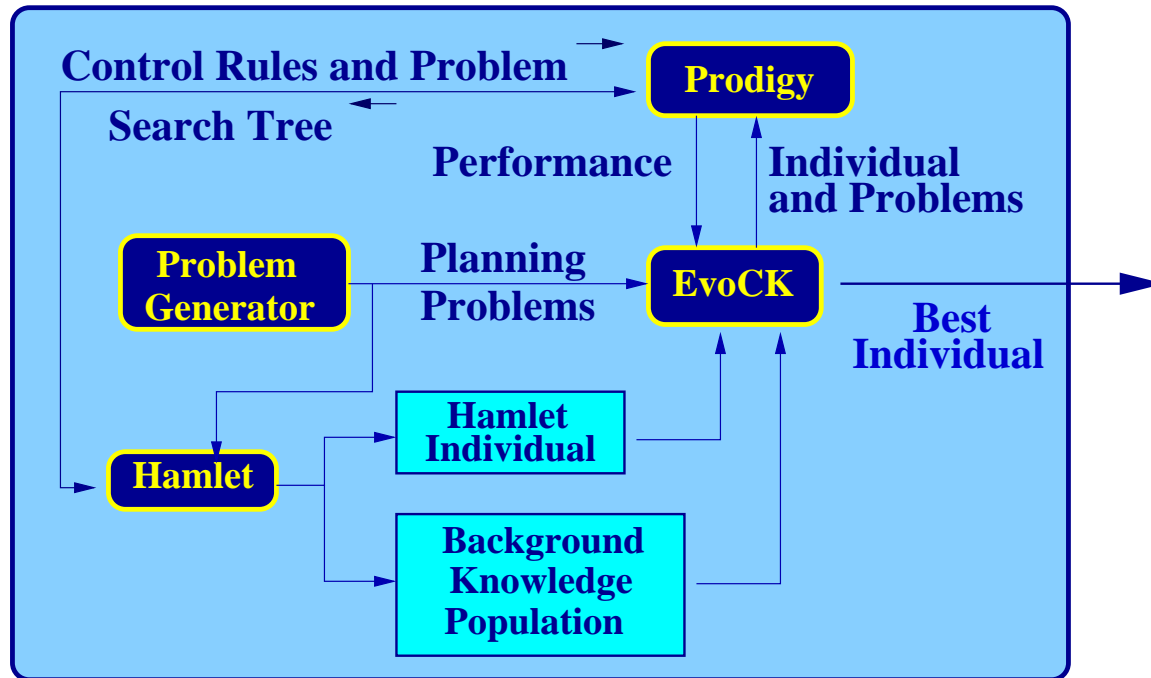 Control Rules and Problem
Search Tree
Prodigy
Performance
Individual
and Problems
Problem
Generator
Planning
Problems
EvoCK
Best
Individual
Hamlet
Individual
Hamlet
Background
Knowledge
Population